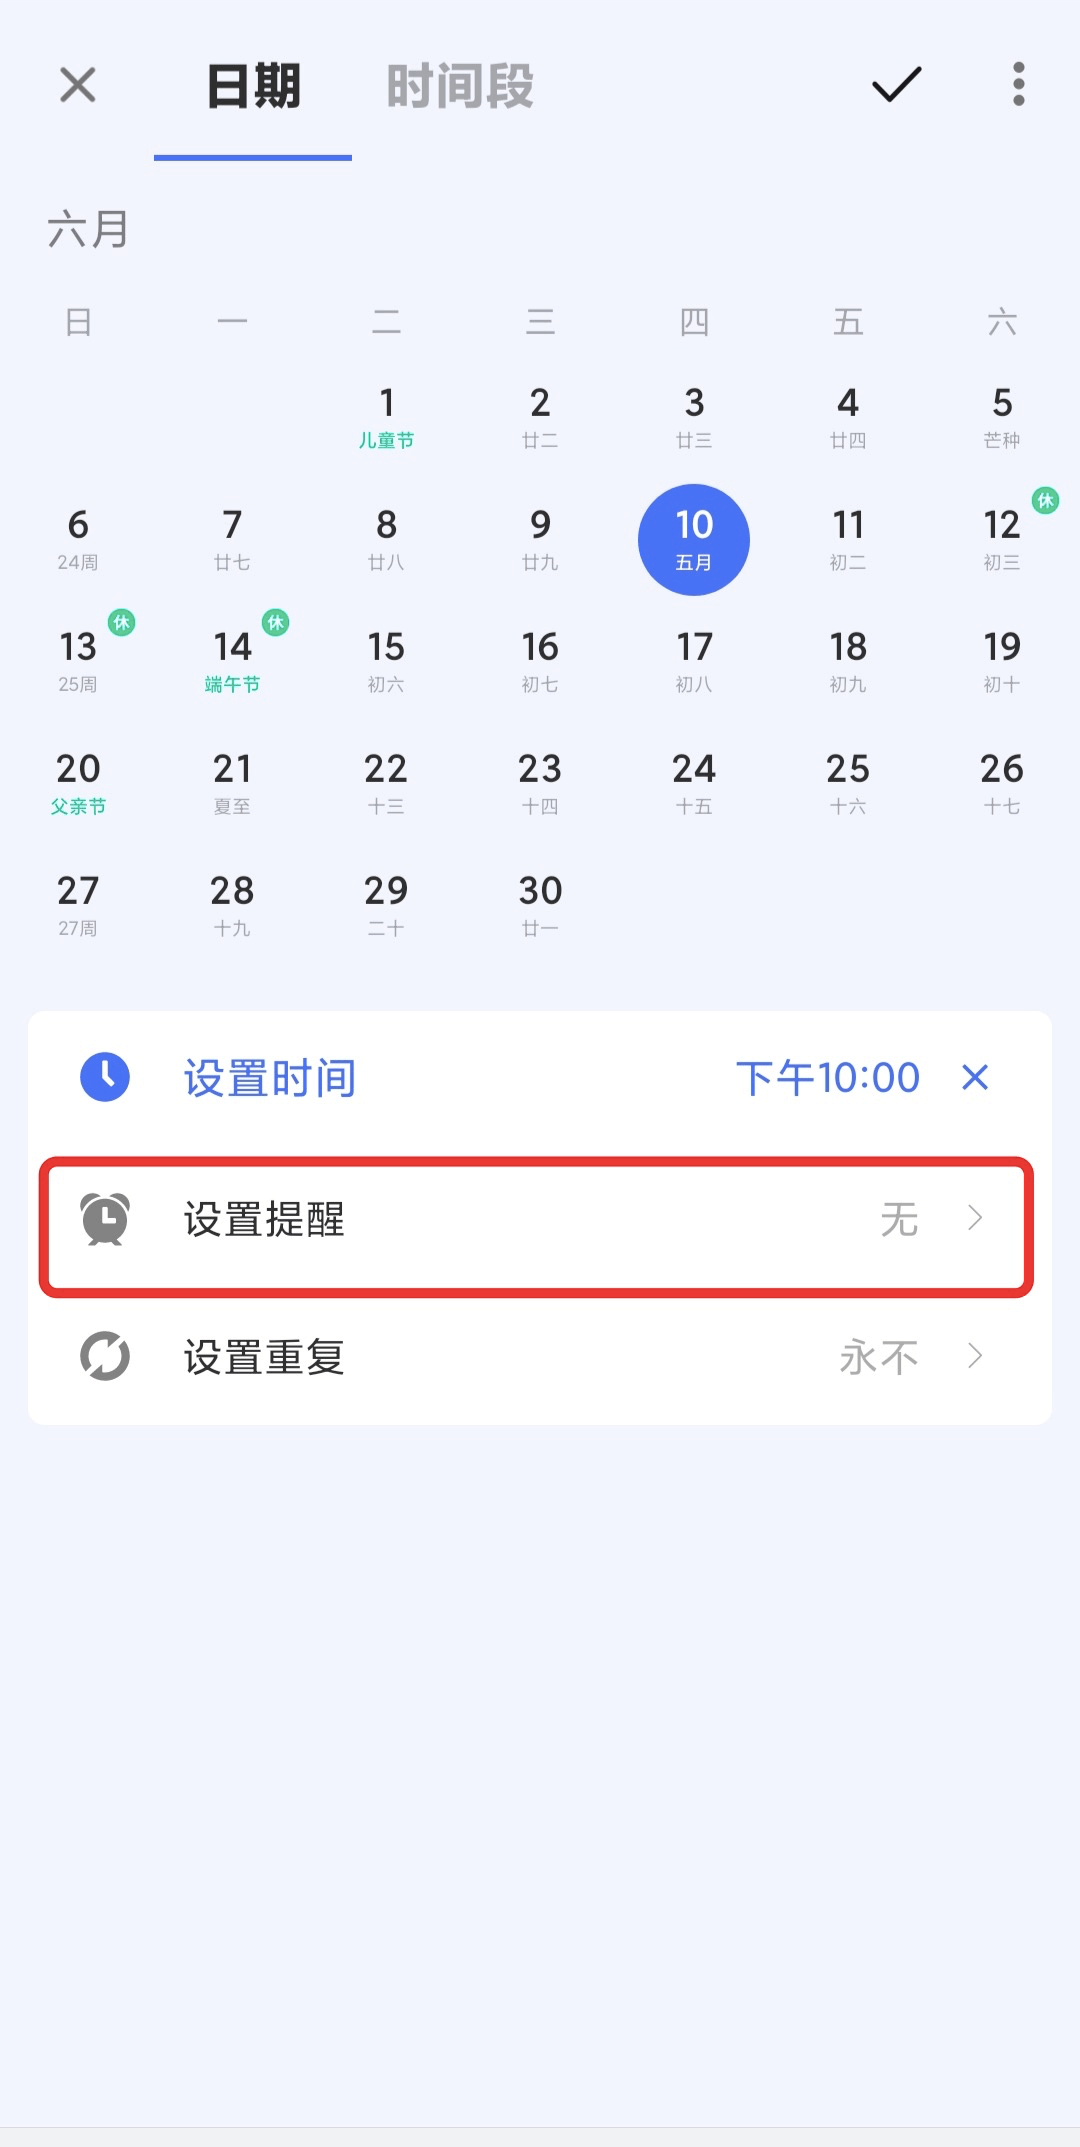 日期 时间段
六月
日 一 二 三 四 五 六
1 2 3 4 5
儿童节 廿二 廿三 廿四 芒种
休
6 7 8 9 10 11 12
24周 廿七 廿八 廿九 五月 初二 初三
休 休
13 14 15 16 17 18 19
25周 端午节 初六 初七 初八 初九 初十
20 21 22 23 24 25 26
父亲节 夏至 十三 十四 十五 十六 十七
27 28 29 30
27周 十九 二十 廿一
设置时间 下午10:00
设置提醒 无
设置重复 永不